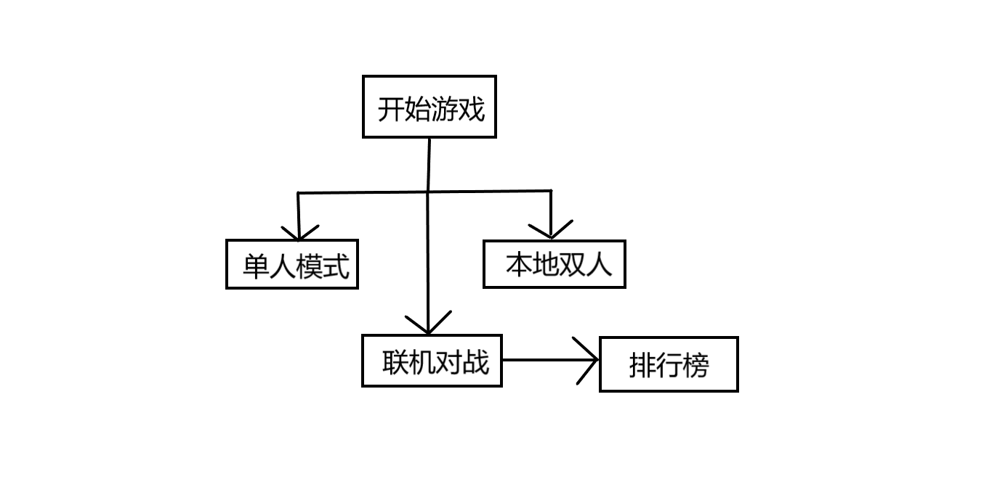 开始游戏
单人模式
本地双人
联机对战
排行榜